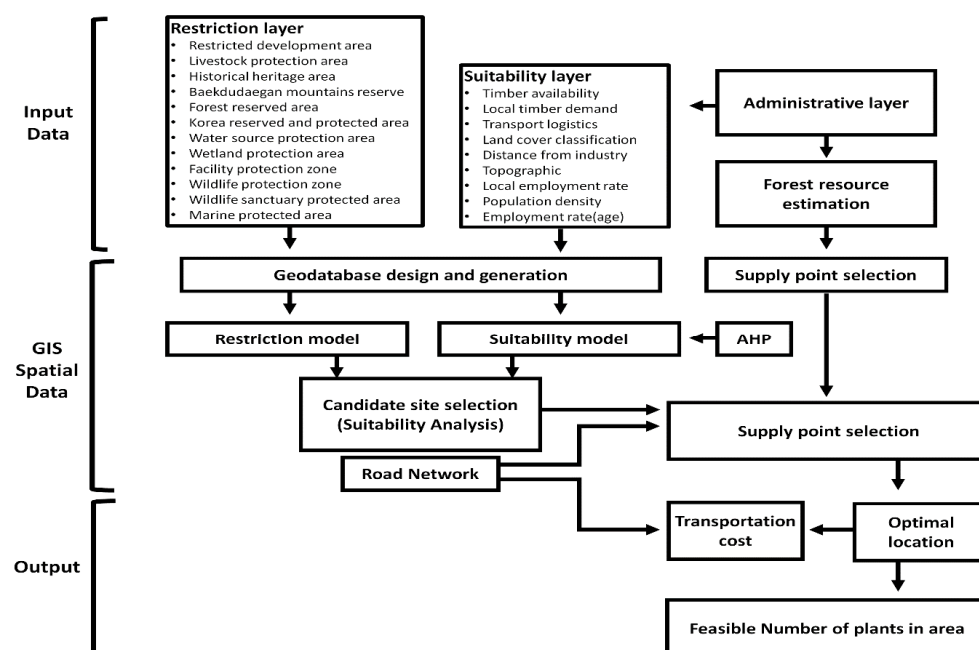 Input
Data
Restriction layer
• Restricted development area
• Livestock protection area
• Historical heritage area
• Baekdudaegan mountains reserve
• Forest reserved area
• Korea reserved and protected area
• Water source protection area
• Wetland protection area
• Facility protection zone
• Wildlife protection zone
• Wildlife sanctuary protected area
• Marine protected area
Suitability layer
• Timber availability
• Local timber demand
• Transport logistics
• Land cover classification
• Distance from industry
• Topographic
• Local employment rate
• Population density
• Employment rate(age)
Administrative layer
Forest resource
estimation
GIS
Spatial
Data
Geodatabase design and generation
Supply point selection
Restriction model
Suitability model
AHP
Candidate site selection
(Suitability Analysis)
Supply point selection
Road Network
Output
Transportation
cost
Optimal
location
Feasible Number of plants in area